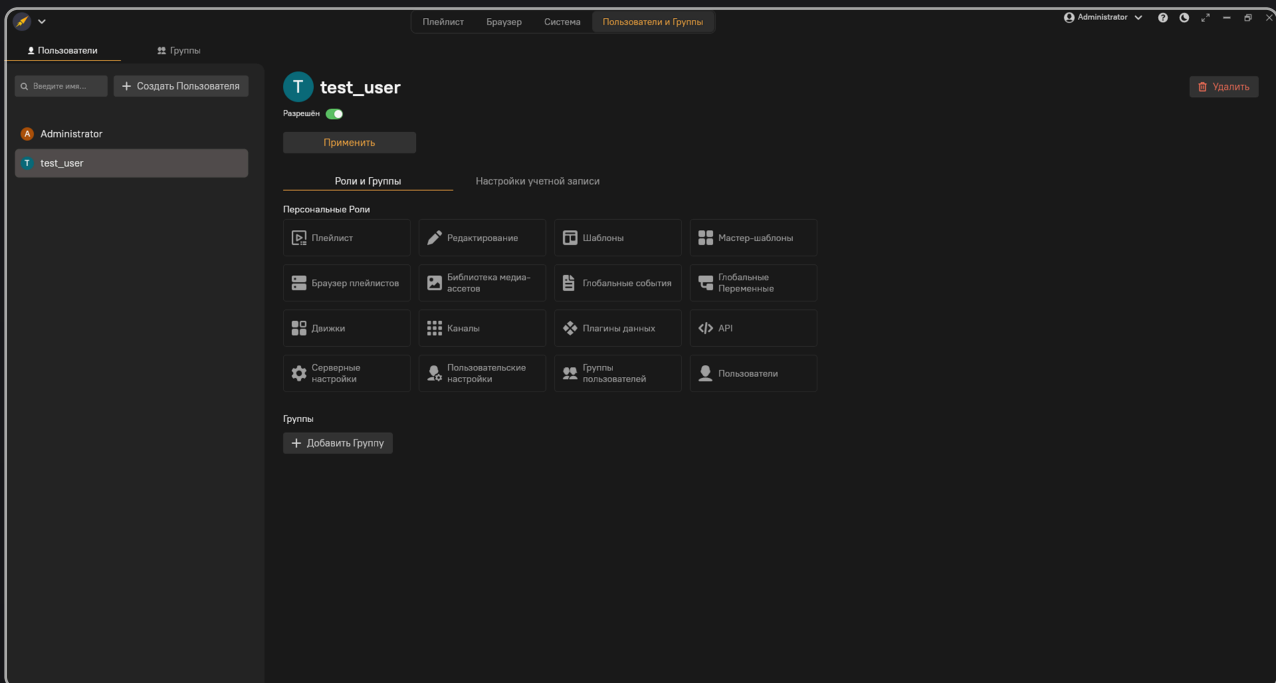 Плейлист
Браузер
Система
Пользователи и Группы
Administrator
Пользователи
Группы
Введите имя...
Создать Пользователя
A Administrator
T test_user
T test_user
Удалить
Разрешён
Применить
Роли и Группы
Настройки учетной записи
Персональные Роли
Плейлист
Редактирование
Шаблоны
Мастер-шаблоны
Браузер плейлистов
Библиотека медиа-
ассетов
Глобальные события
Глобальные
Переменные
Движки
Каналы
Плагины данных
API
Серверные
настройки
Пользовательские
настройки
Группы
пользователей
Пользователи
Группы
Добавить Группу